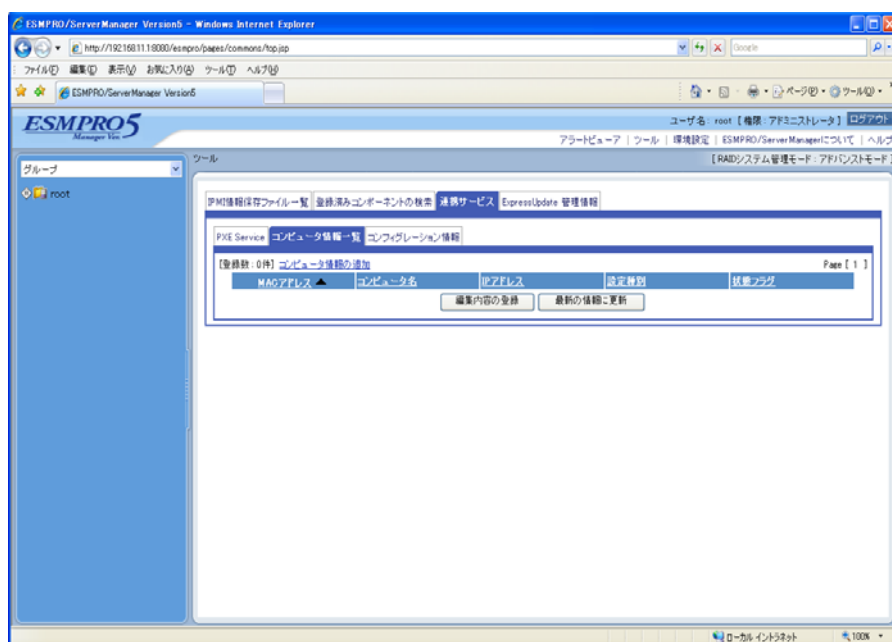 ESMPRO/ServerManager Version5 - Windows Internet Explorer
http://192.168.11.1:8080/esmpro/pages/commons/top.jsp
Google
ファイル(F) 編集(E) 表示(V) お気に入り(A) ツール(T) ヘルプ(H)
ESMPRO/ServerManager Version5
ページ(P) ツール(O)
ESMPRO5
Manager Ver.
ユーザ名: root [権限:アドミニストレータ] ログアウト
アラートビューア | ツール | 環境設定 | ESMPRO/ServerManagerについて | ヘルプ
グループ
ツール
[RAIDシステム管理モード:アドバンストモード]
root
IPMI情報保存ファイル一覧 登録済みコンポーネントの検索 連携サービス ExpressUpdate 管理情報
PXE Service コンピュータ情報一覧 コンフィグレーション情報
[登録数:0件] コンピュータ情報の追加
Page [ 1 ]
MACアドレス▲ コンピュータ名 IPアドレス 設定種別 状態フラグ
編集内容の登録 最新の情報に更新
ローカル イントラネット
100%